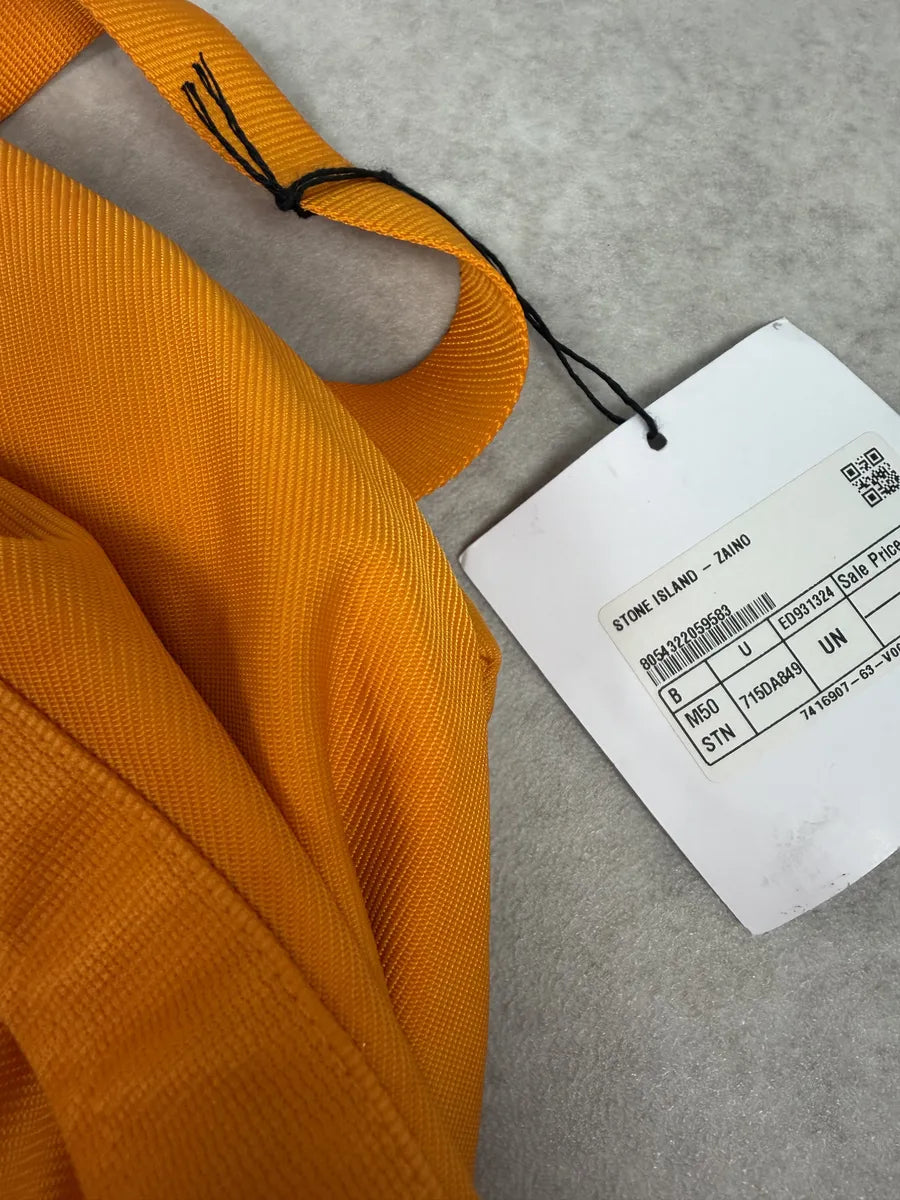 STONE ISLAND - ZAINO
8054322059583
B U ED931324 Sale Price
M50 715DA849 UN
STN
7416907-63-V0